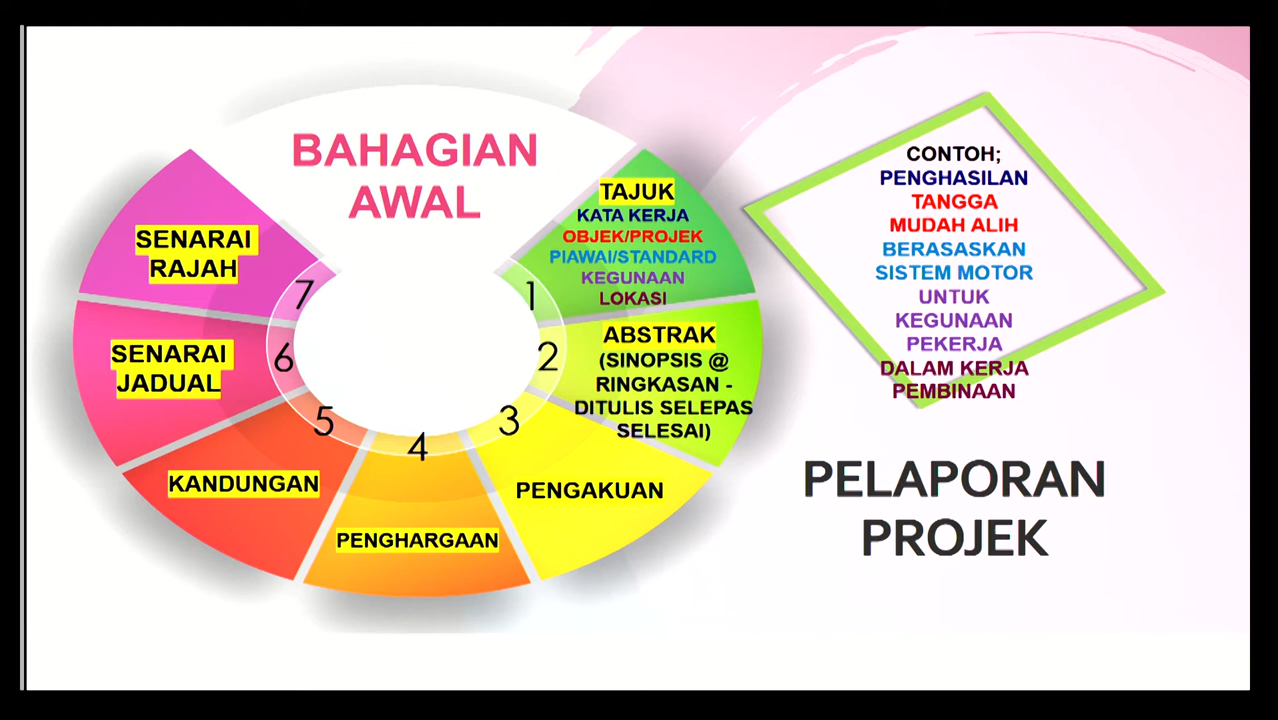 BAHAGIAN
AWAL
1
TAJUK
KATA KERJA
OBJEK/PROJEK
PIAWAI/STANDARD
KEGUNAAN
LOKASI
2
ABSTRAK
(SINOPSIS @
RINGKASAN -
DITULIS SELEPAS
SELESAI)
3
PENGAKUAN
4
PENGHARGAAN
5
KANDUNGAN
6
SENARAI
JADUAL
7
SENARAI
RAJAH
CONTOH;
PENGHASILAN
TANGGA
MUDAH ALIH
BERASASKAN
SISTEM MOTOR
UNTUK
KEGUNAAN
PEKERJA
DALAM KERJA
PEMBINAAN
PELAPORAN
PROJEK